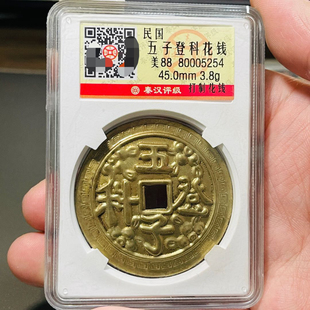 民国
五子登科花钱
美88 80005254
45.0mm 3.8g
秦汉评级
打制花钱
五子登科